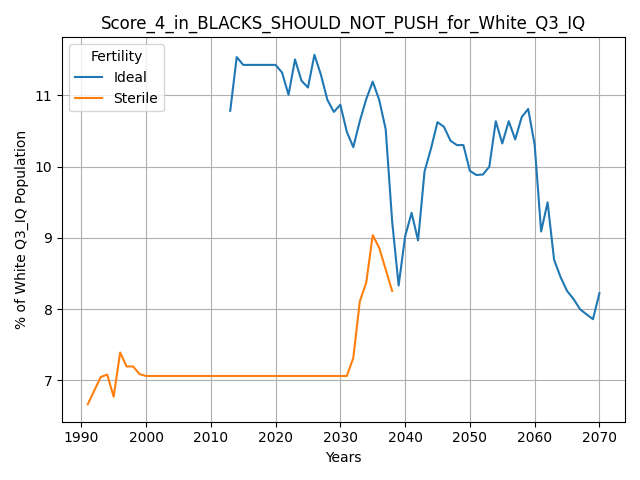 Score_4_in_BLACKS_SHOULD_NOT_PUSH_for_White_Q3_IQ
Fertility
Ideal
Sterile
% of White Q3_IQ Population
11
10
9
8
7
1990 2000 2010 2020 2030 2040 2050 2060 2070
Years